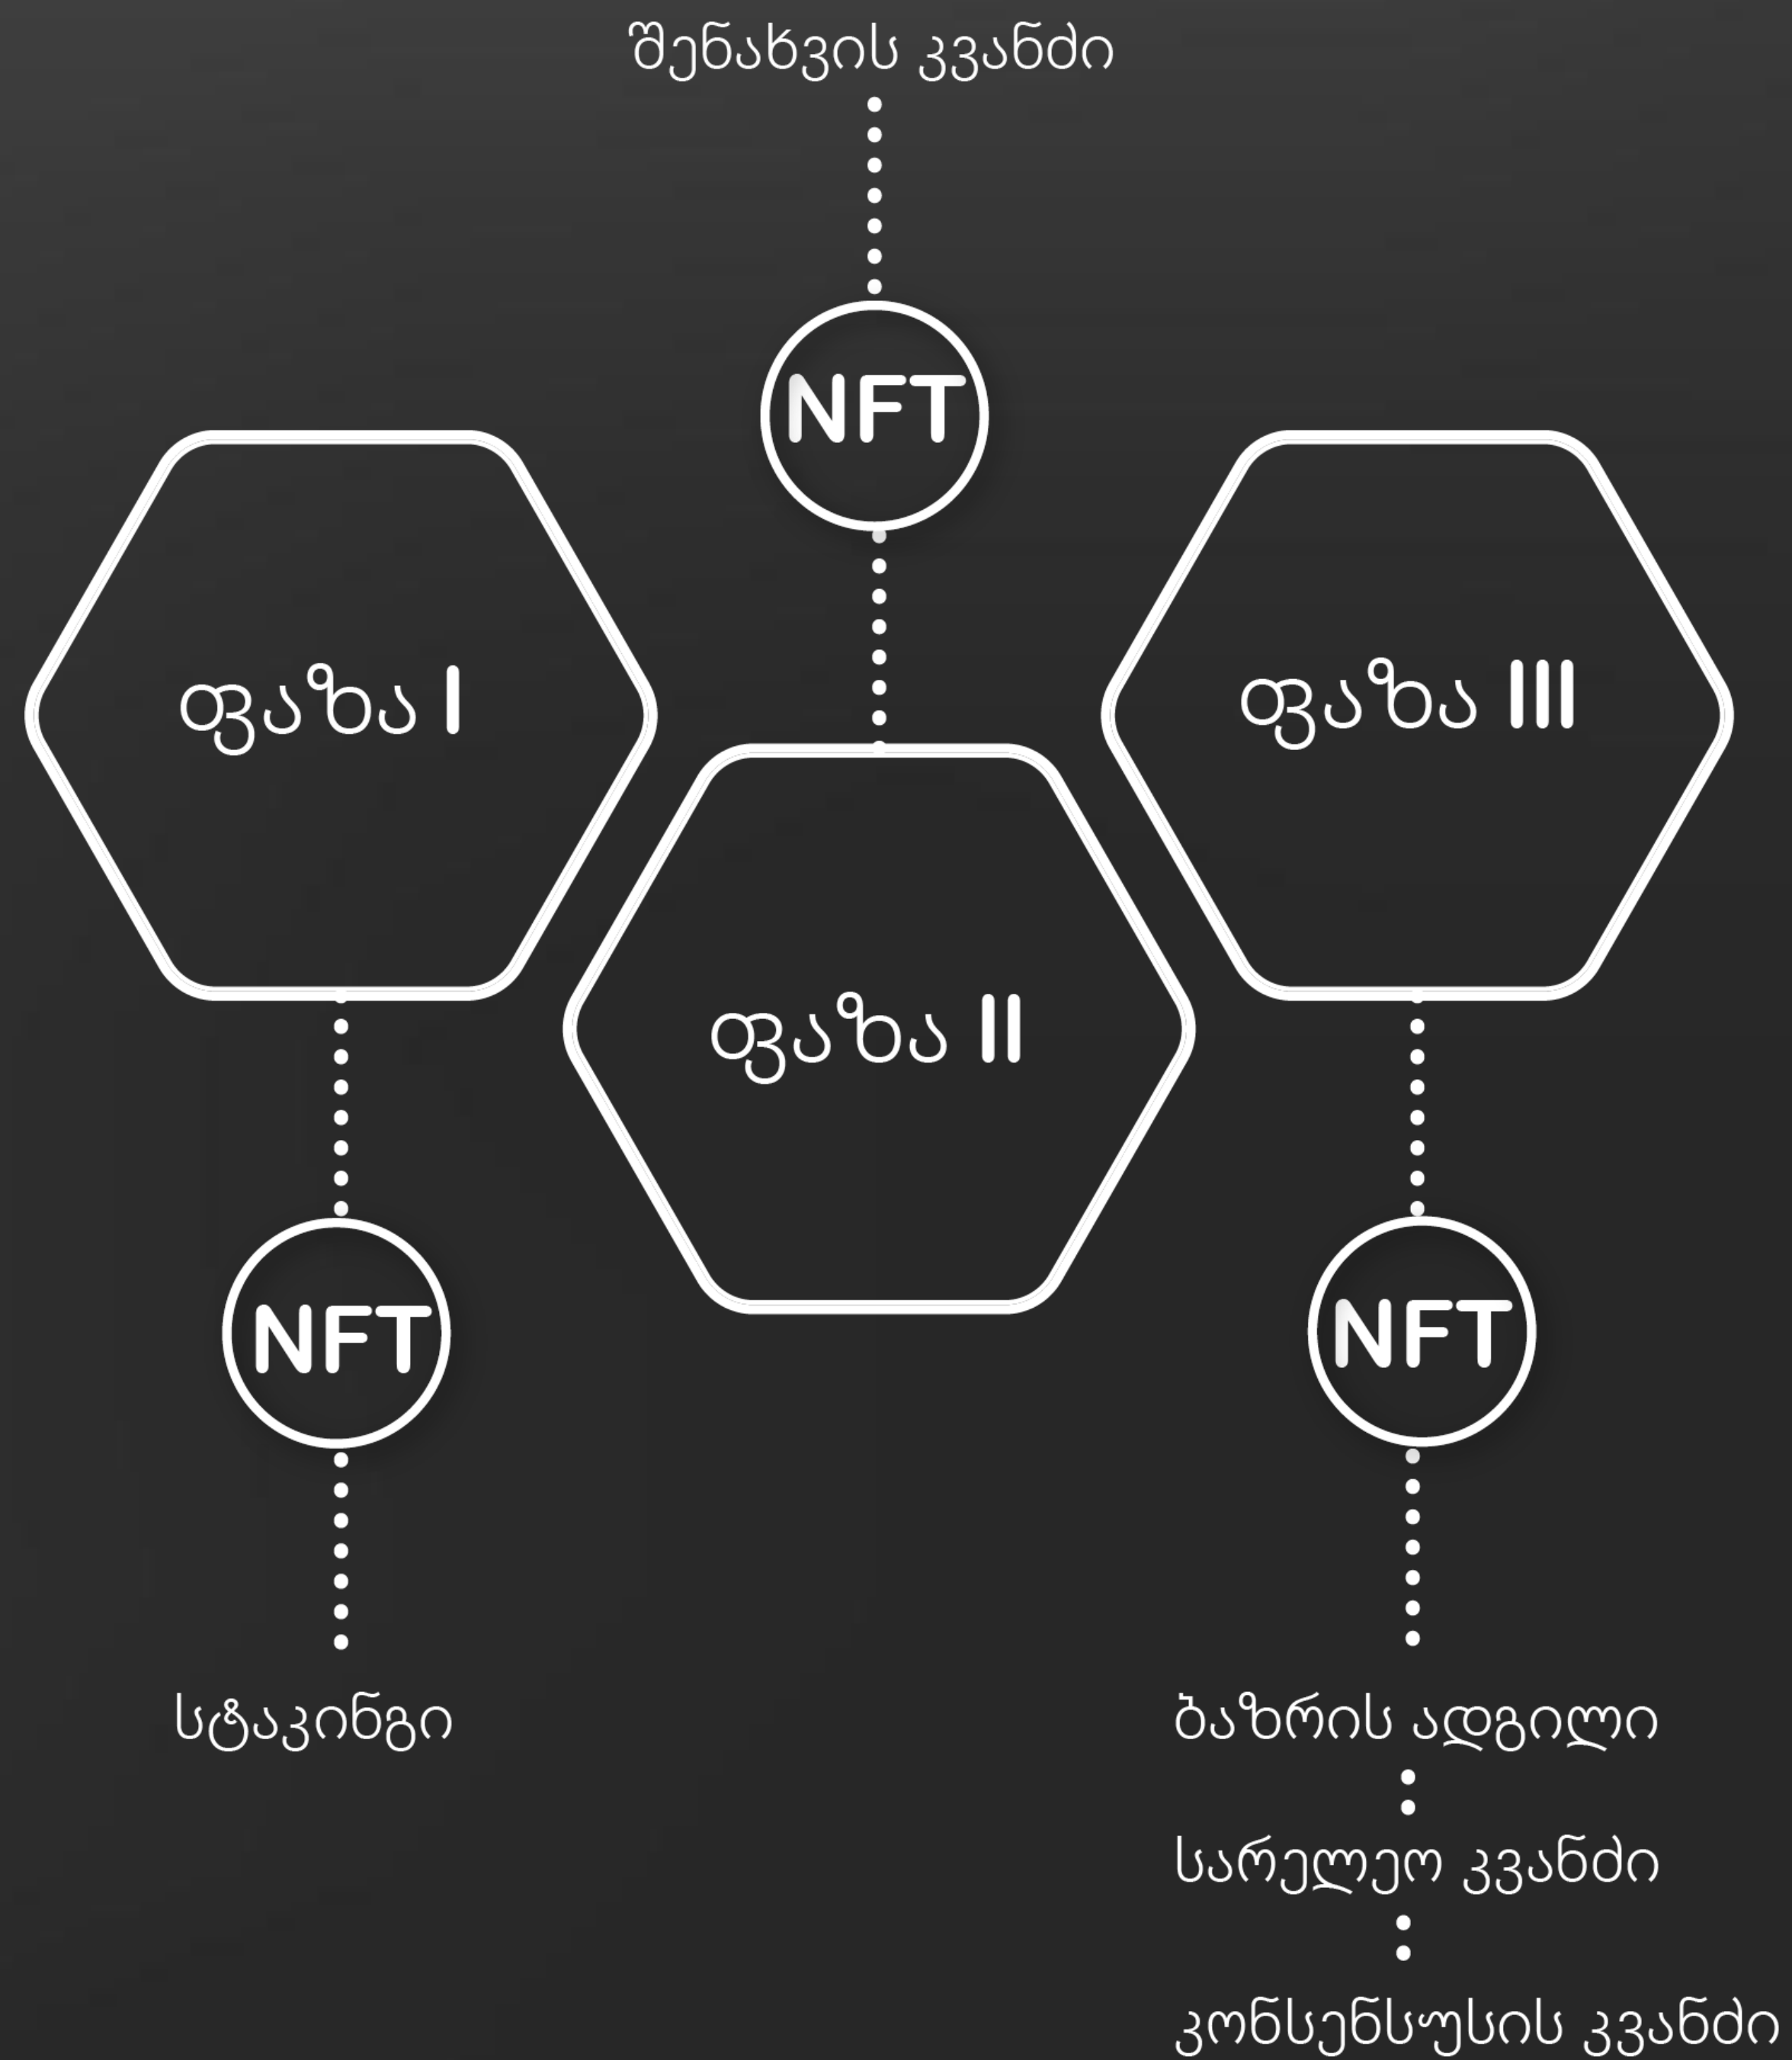 შენახვის კვანძი
NFT
ფაზა I
ფაზა III
ფაზა II
NFT
NFT
სტაკინგი
ბაზრის ადგილი
სარელეო კვანძი
კონსენსუსის კვანძი